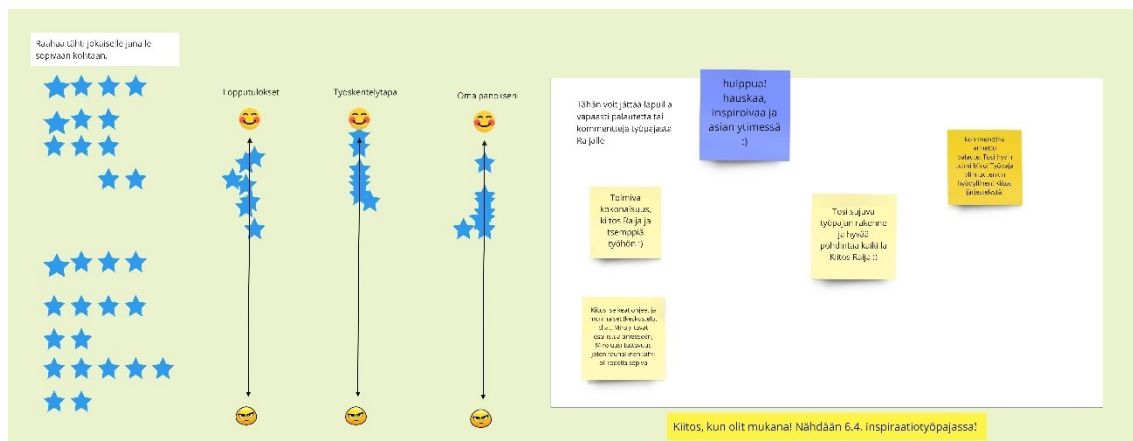 Raahaa tähti jokaiselle janalle
sopivaan kohtaan.
Lopputulokset
Työskentelytapa
Oma panokseni
Tähän voit jättää lapuilla
vapaasti palautetta tai
kommentteja työpajasta
Raijalle
huippua!
hauskaa,
inspiroivaa ja
asian ytimessä
:)
Toimiva
kokonaisuus,
kiitos Raija ja
tsemppiä
työhön :)
Tosi sujuva
työpajan rakenne
ja hyvää
pohdintaa kaikilla
Kiitos Raija :)
Kiitos, kun olit mukana! Nähdään 6.4. inspiraatiotyöpajassa!